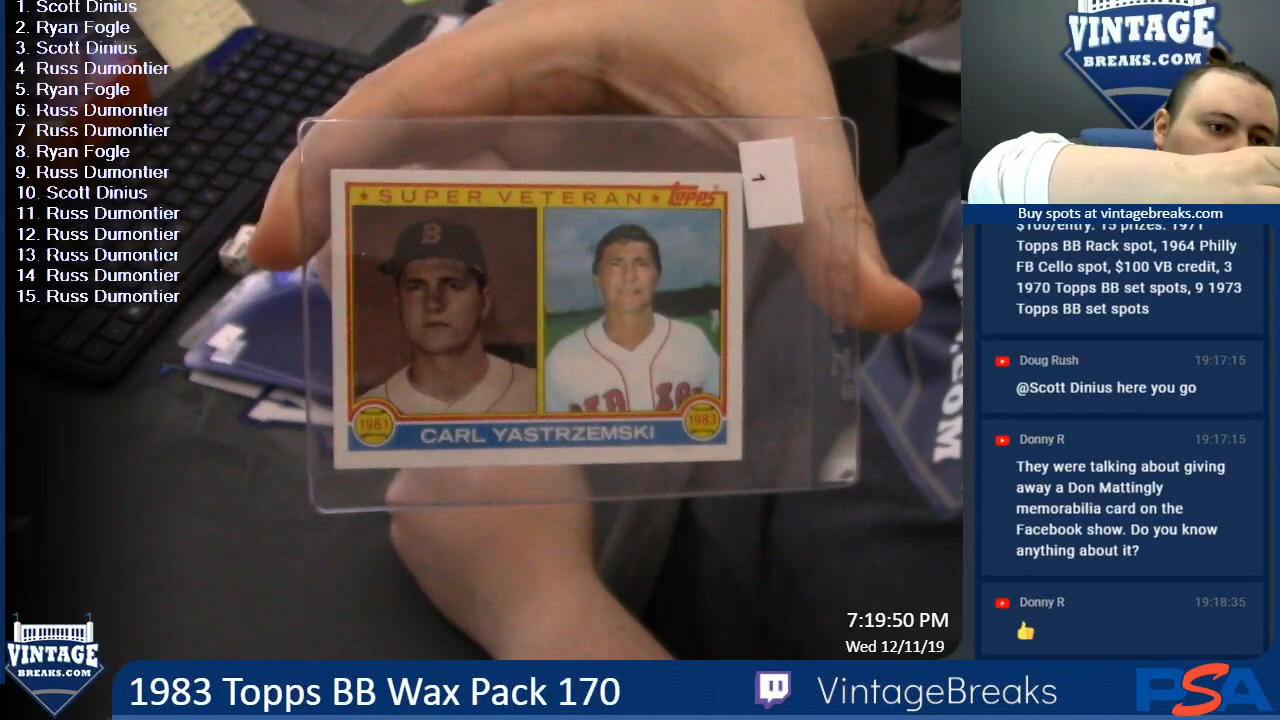 1. Scott Dinius
2. Ryan Fogle
3. Scott Dinius
4 Russ Dumontier
5. Ryan Fogle
6. Russ Dumontier
7 Russ Dumontier
8. Ryan Fogle
9. Russ Dumontier
10. Scott Dinius
11. Russ Dumontier
12. Russ Dumontier
13. Russ Dumontier
14 Russ Dumontier
15. Russ Dumontier
SUPER VETERAN topps
1
B
RED SOX
1961
1983
CARL YASTRZEMSKI
.COM
VINTAGE
BREAKS.COM
Buy spots at vintagebreaks.com
$100/entry. 15 prizes: 1971
Topps BB Rack spot, 1964 Philly
FB Cello spot, $100 VB credit, 3
1970 Topps BB set spots, 9 1973
Topps BB set spots
Doug Rush 19:17:15
@Scott Dinius here you go
Donny R 19:17:15
They were talking about giving
away a Don Mattingly
memorabilia card on the
Facebook show. Do you know
anything about it?
Donny R 19:18:35
7:19:50 PM
Wed 12/11/19
VINTAGE
BREAKS.COM
1983 Topps BB Wax Pack 170
VintageBreaks
PSA